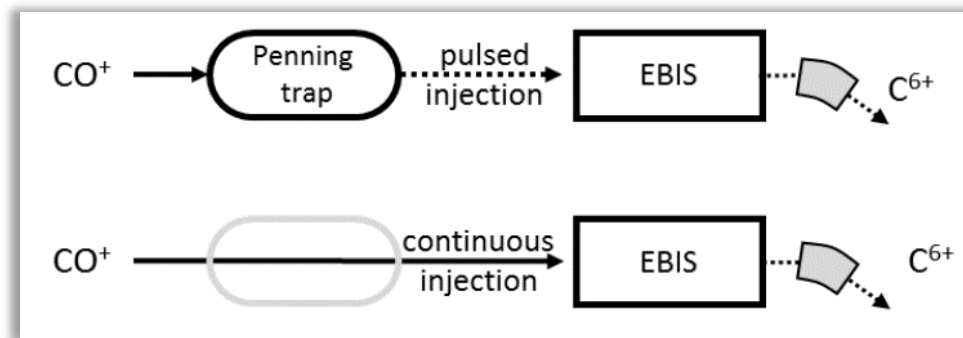 CO⁺
Penning
trap
pulsed
injection
EBIS
C⁶⁺
CO⁺
continuous
injection
EBIS
C⁶⁺